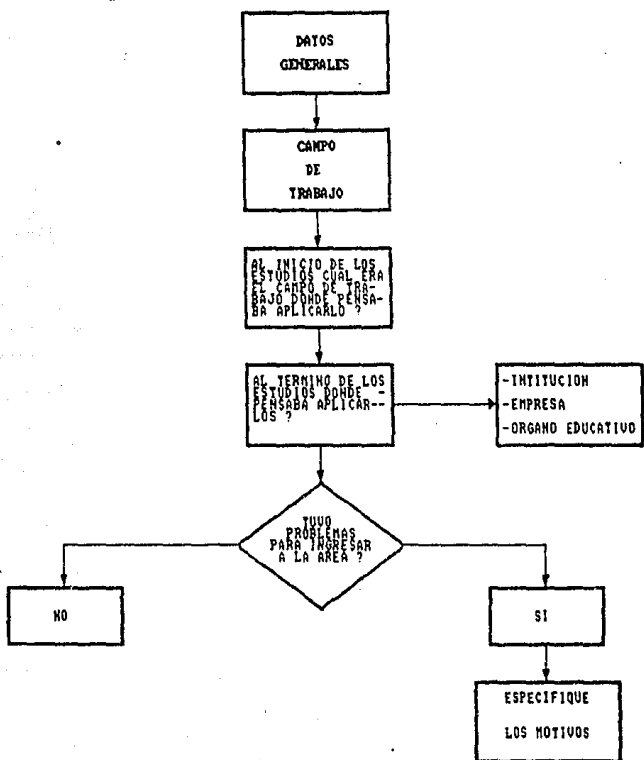 DATOS
GENERALES
CAMPO
DE
TRABAJO
AL INICIO DE LOS
ESTUDIOS CUAL ERA
EL CAMPO DE TRA-
BAJO DONDE PENSA-
BA APLICARLO ?
AL TERMINO DE LOS
ESTUDIOS DONDE -
PENSABA APLICAR--
LOS ?
-INTITUCION
-EMPRESA
-ORGANO EDUCATIVO
TUVO
PROBLEMAS
PARA INGRESAR
A LA AREA ?
NO
SI
ESPECIFIQUE
LOS MOTIVOS